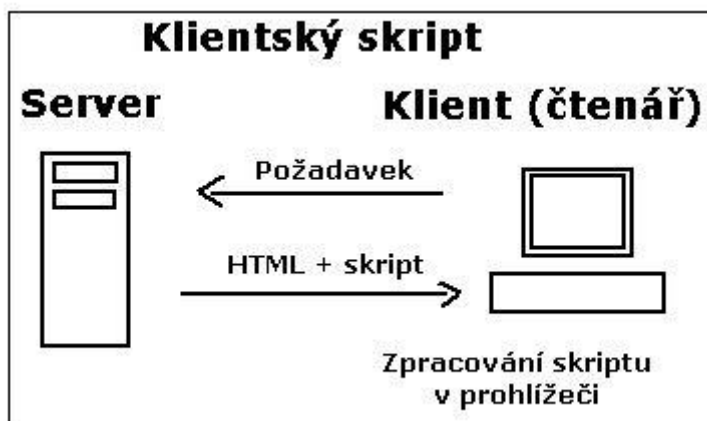 Klientský skript
Server
Klient (čtenář)
Požadavek
HTML + skript
Zpracování skriptu
v prohlížeči